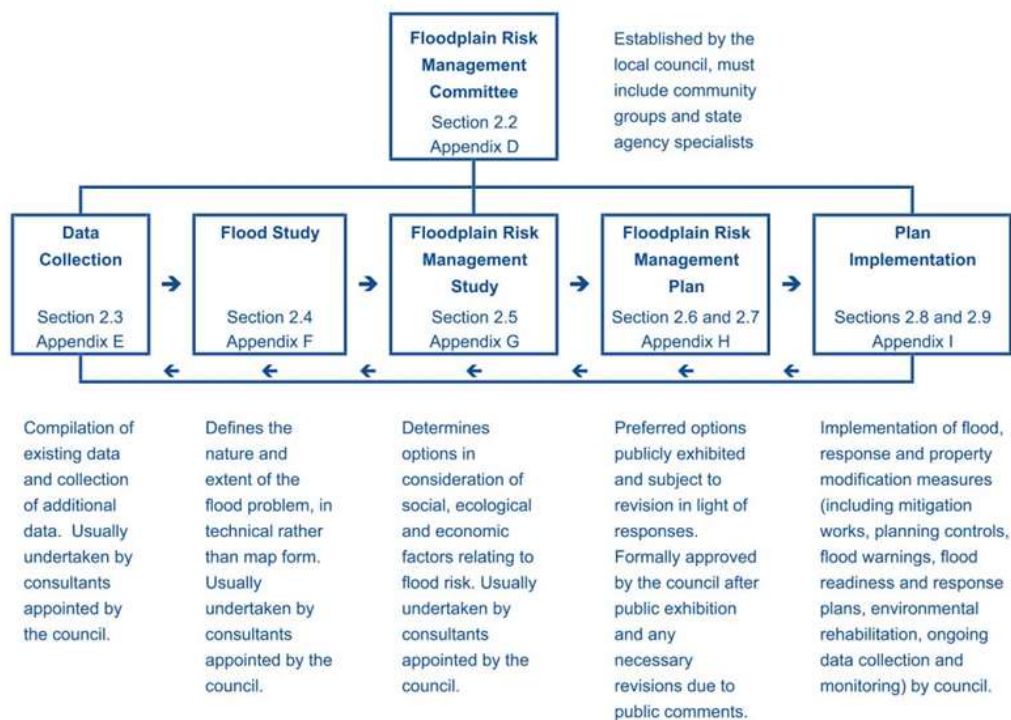 Floodplain Risk
Management
Committee
Section 2.2
Appendix D
Established by the
local council, must
include community
groups and state
agency specialists
Data
Collection
Section 2.3
Appendix E
Flood Study
Section 2.4
Appendix F
Floodplain Risk
Management
Study
Section 2.5
Appendix G
Floodplain Risk
Management
Plan
Section 2.6 and 2.7
Appendix H
Plan
Implementation
Sections 2.8 and 2.9
Appendix I
Compilation of
existing data
and collection
of additional
data. Usually
undertaken by
consultants
appointed by
the council.
Defines the
nature and
extent of the
flood problem, in
technical rather
than map form.
Usually
undertaken by
consultants
appointed by the
council.
Determines
options in
consideration of
social, ecological
and economic
factors relating to
flood risk. Usually
undertaken by
consultants
appointed by the
council.
Preferred options
publicly exhibited
and subject to
revision in light of
responses.
Formally approved
by the council after
public exhibition
and any
necessary
revisions due to
public comments.
Implementation of flood,
response and property
modification measures
(including mitigation
works, planning controls,
flood warnings, flood
readiness and response
plans, environmental
rehabilitation, ongoing
data collection and
monitoring) by council.